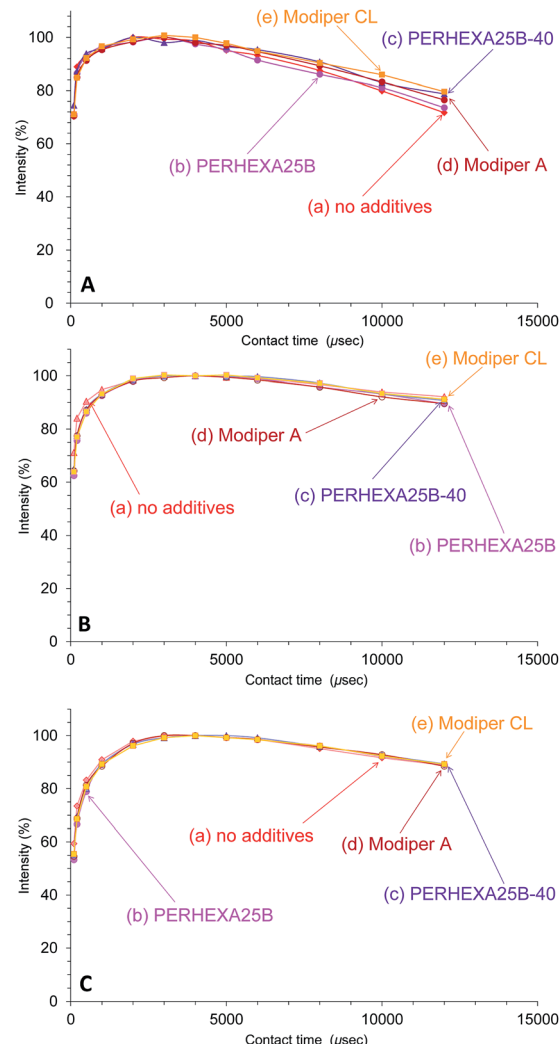 120
100
80
60
40
20
0
Intensity (%)
(e) Modiper CL
(c) PERHEXA25B-40
(b) PERHEXA25B
(d) Modiper A
(a) no additives
A
0 5000 10000 15000
Contact time (μsec)
120
100
80
60
40
20
0
Intensity (%)
(e) Modiper CL
(d) Modiper A
(a) no additives
(c) PERHEXA25B-40
(b) PERHEXA25B
B
0 5000 10000 15000
Contact time (μsec)
120
100
80
60
40
20
0
Intensity (%)
(e) Modiper CL
(a) no additives
(d) Modiper A
(c) PERHEXA25B-40
(b) PERHEXA25B
C
0 5000 10000 15000
Contact time (μsec)